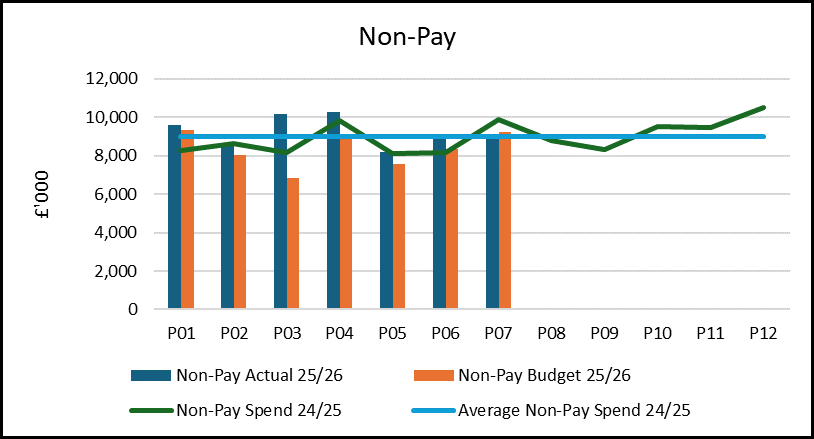 Non-Pay
12,000
10,000
8,000
6,000
4,000
2,000
0
£'000
P01 P02 P03 P04 P05 P06 P07 P08 P09 P10 P11 P12
Non-Pay Actual 25/26 Non-Pay Budget 25/26
Non-Pay Spend 24/25 Average Non-Pay Spend 24/25